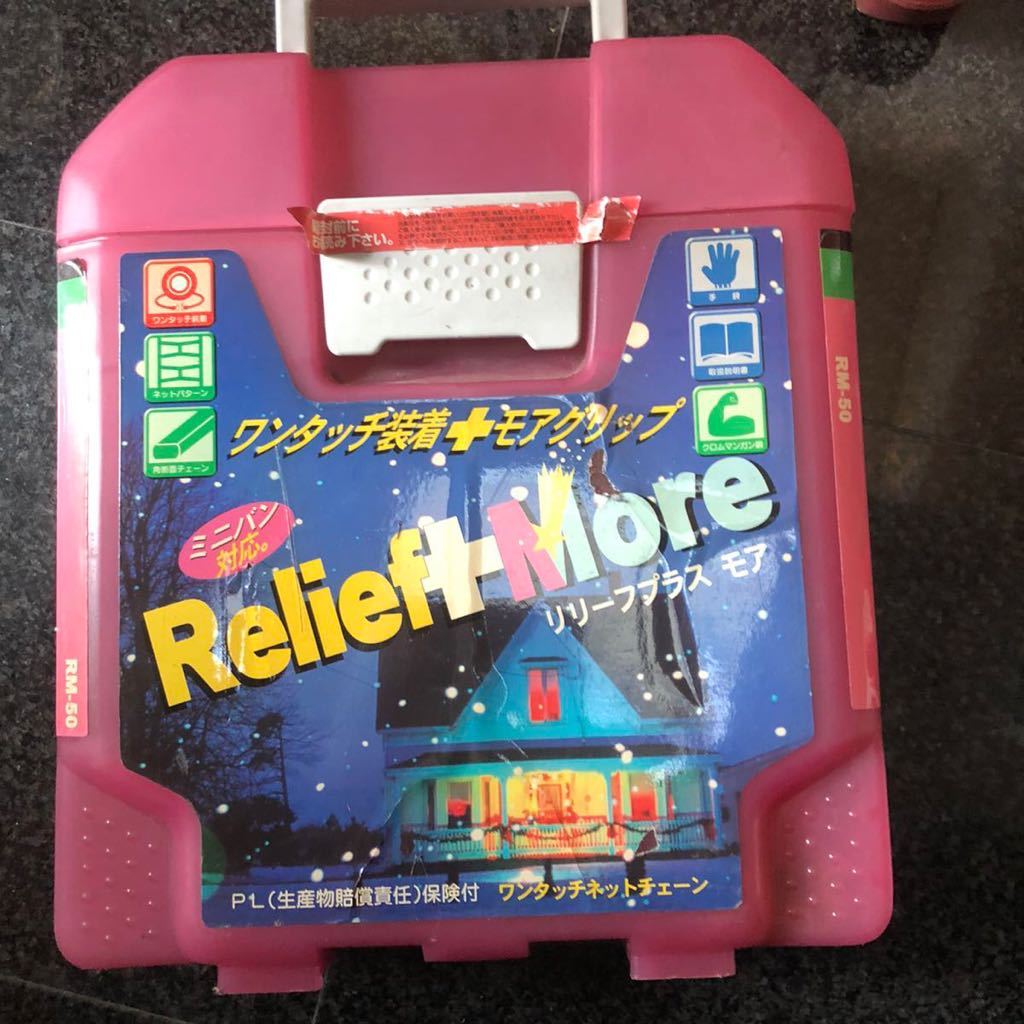 開封前に
お読み下さい。
ワンタッチ装着
ネットパターン
角断面チェーン
手袋
取扱説明書
クロムマンガン鋼
ワンタッチ装着+モアグリップ
ミニバン
対応。
Relief+More
リリーフプラス モア
RM-50
RM-50
PL(生産物賠償責任)保険付 ワンタッチネットチェーン